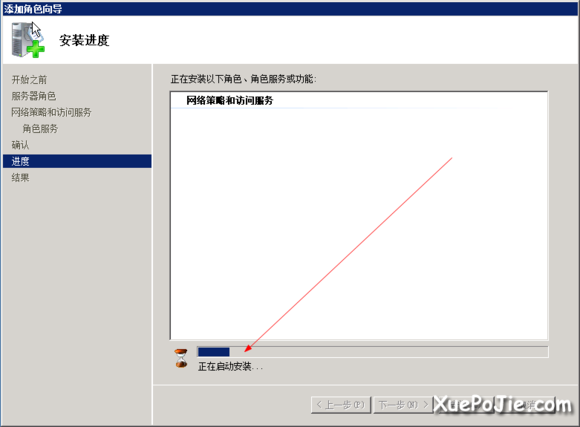 添加角色向导
安装进度
开始之前
服务器角色
网络策略和访问服务
角色服务
确认
进度
结果
正在安装以下角色、角色服务或功能:
网络策略和访问服务
正在启动安装...
< 上一步(P)
下一步(N) >
XuePoJie.com